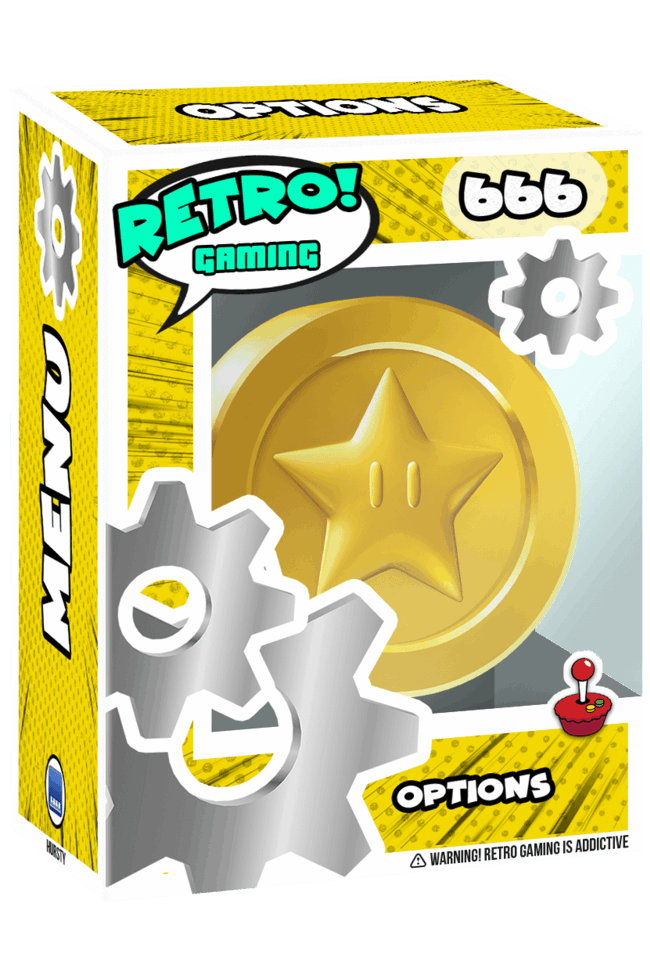 OPTIONS
RETRO!
GAMING
666
MENU
OPTIONS
HURSTY
⚠ WARNING! RETRO GAMING IS ADDICTIVE